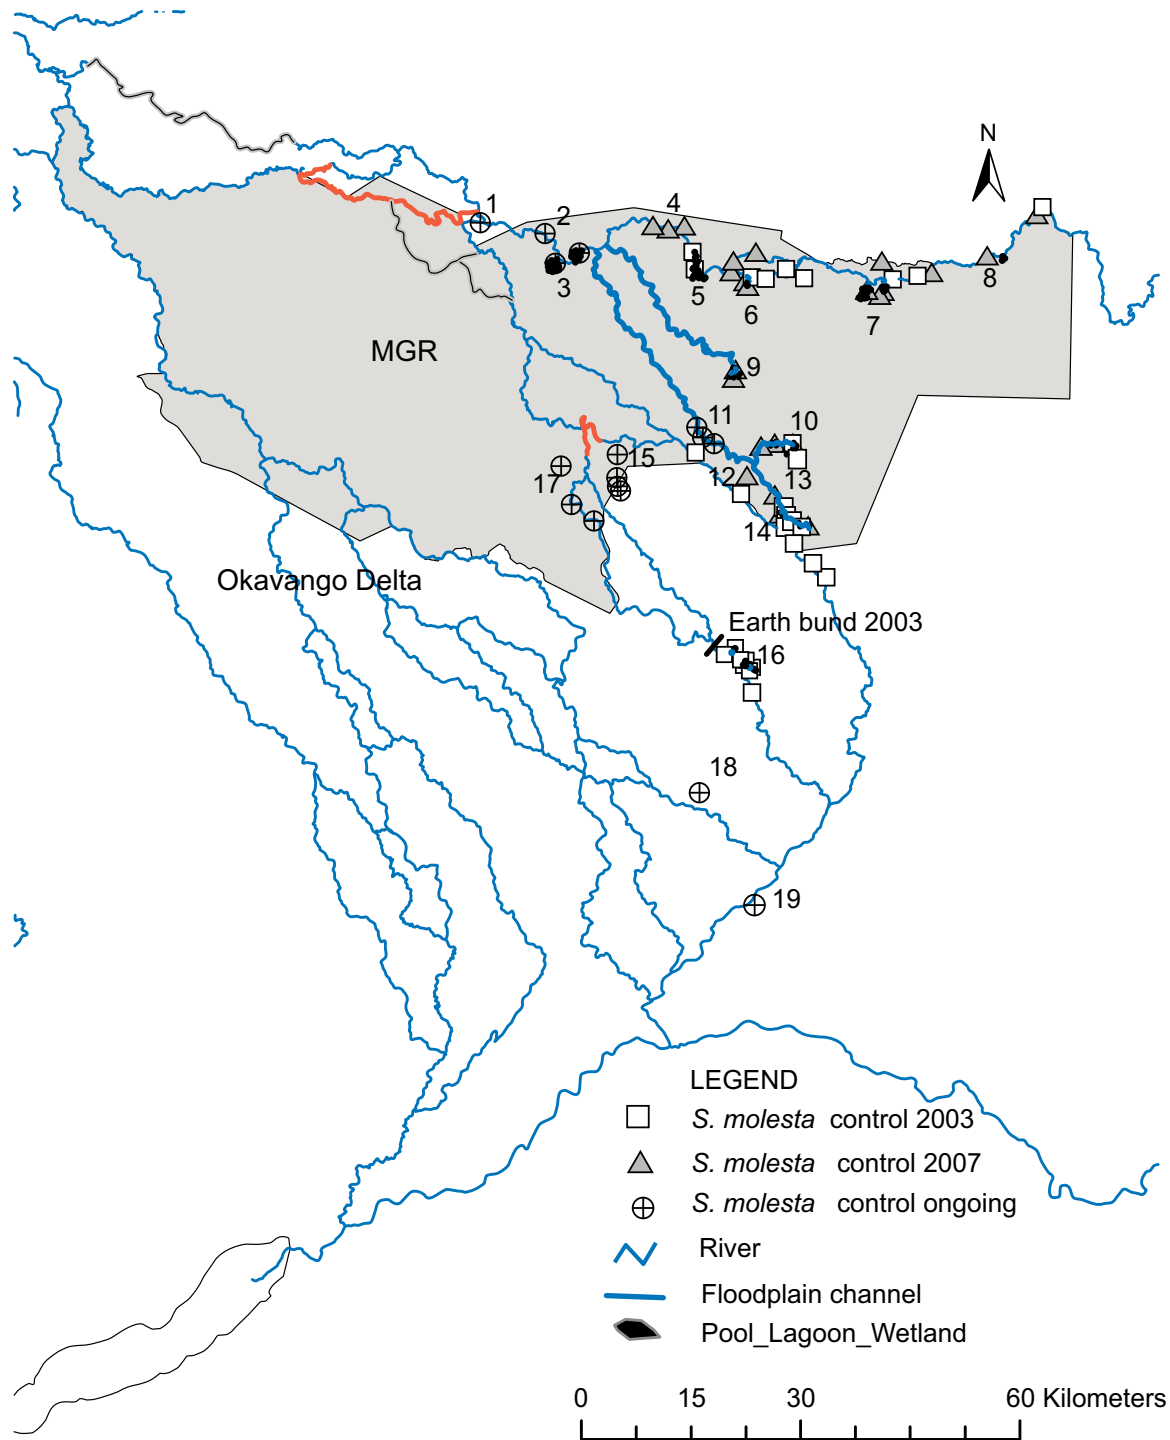 N
1
2
4
3
5
6
8
7
MGR
9
11
10
15
17
12
13
14
Okavango Delta
Earth bund 2003
16
18
19
LEGEND
S. molesta control 2003
S. molesta control 2007
S. molesta control ongoing
River
Floodplain channel
Pool_Lagoon_Wetland
0 15 30 60 Kilometers